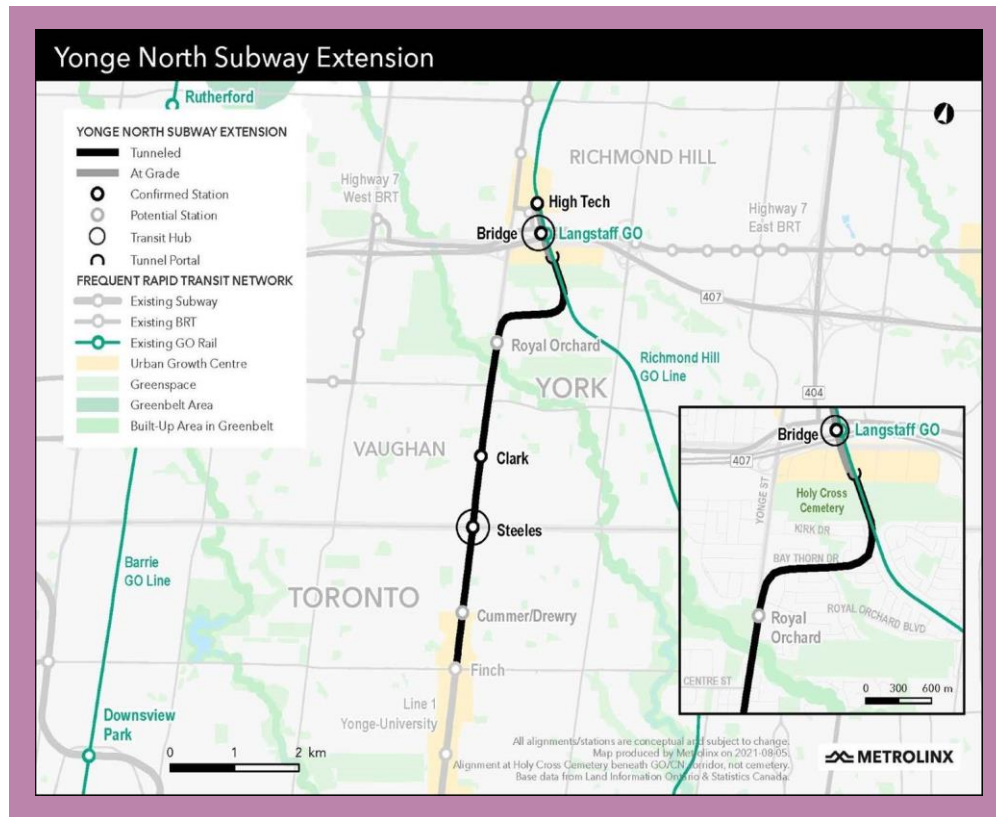 Yonge North Subway Extension
Rutherford
YONGE NORTH SUBWAY EXTENSION
Tunneled
At Grade
Confirmed Station
Potential Station
Transit Hub
Tunnel Portal
FREQUENT RAPID TRANSIT NETWORK
Existing Subway
Existing BRT
Existing GO Rail
Urban Growth Centre
Greenspace
Greenbelt Area
Built-Up Area in Greenbelt
RICHMOND HILL
Highway 7
West BRT
High Tech
Highway 7
East BRT
Bridge
Langstaff GO
407
Royal Orchard
Richmond Hill
GO Line
YORK
404
VAUGHAN
Clark
Steeles
Barrie
GO Line
TORONTO
Cummer/Drewry
Finch
Line 1
Yonge-University
Downsview
Park
0 1 2 km
Bridge
Langstaff GO
407
YONGE ST
Holy Cross
Cemetery
KIRK DR
BAY THORN DR
ROYAL ORCHARD BLVD
Royal
Orchard
CENTRE ST
0 300 600 m
All alignments/stations are conceptual and subject to change.
Map produced by Metrolinx on 2021-08-05.
Alignment at Holy Cross Cemetery beneath GO/CN corridor, not cemetery.
Base data from Land Information Ontario & Statistics Canada.
METROLINX